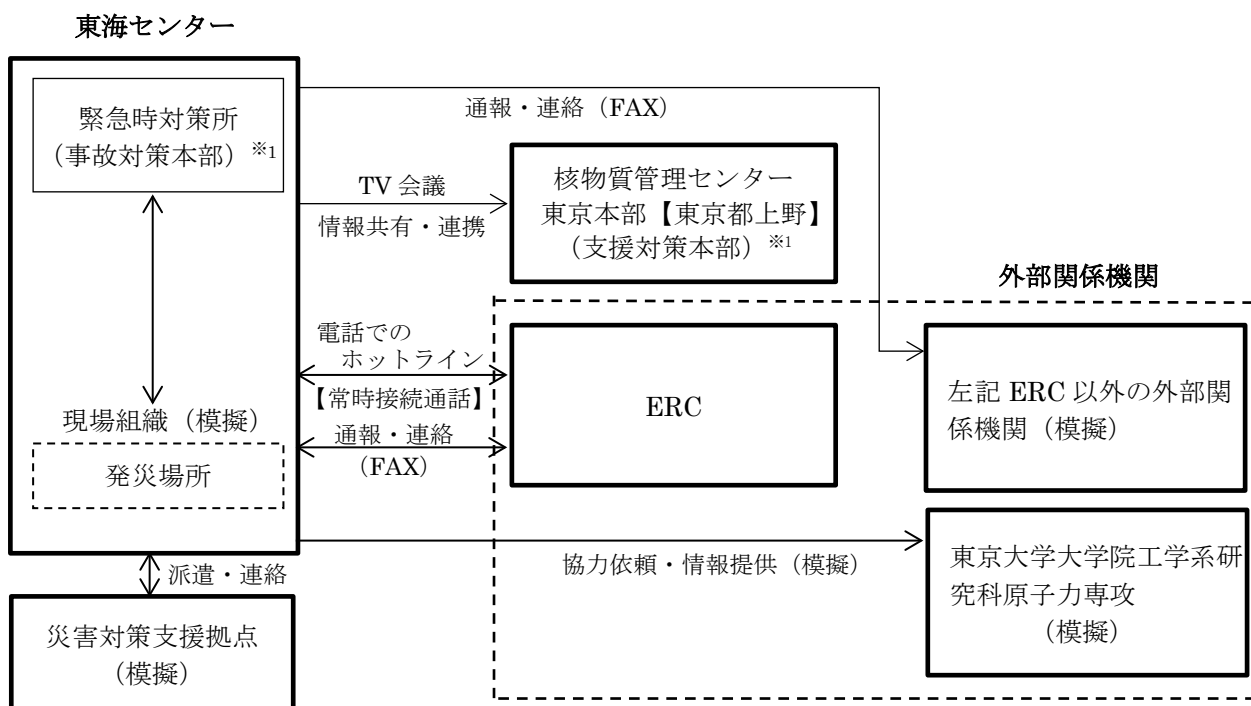 東海センター
緊急時対策所
（事故対策本部）※1
現場組織（模擬）
発災場所
通報・連絡（FAX）
TV 会議
情報共有・連携
核物質管理センター
東京本部【東京都上野】
（支援対策本部）※1
外部関係機関
電話での
ホットライン
【常時接続通話】
通報・連絡
（FAX）
ERC
左記 ERC 以外の外部関
係機関（模擬）
協力依頼・情報提供（模擬）
東京大学大学院工学系研
究科原子力専攻
（模擬）
派遣・連絡
災害対策支援拠点
（模擬）